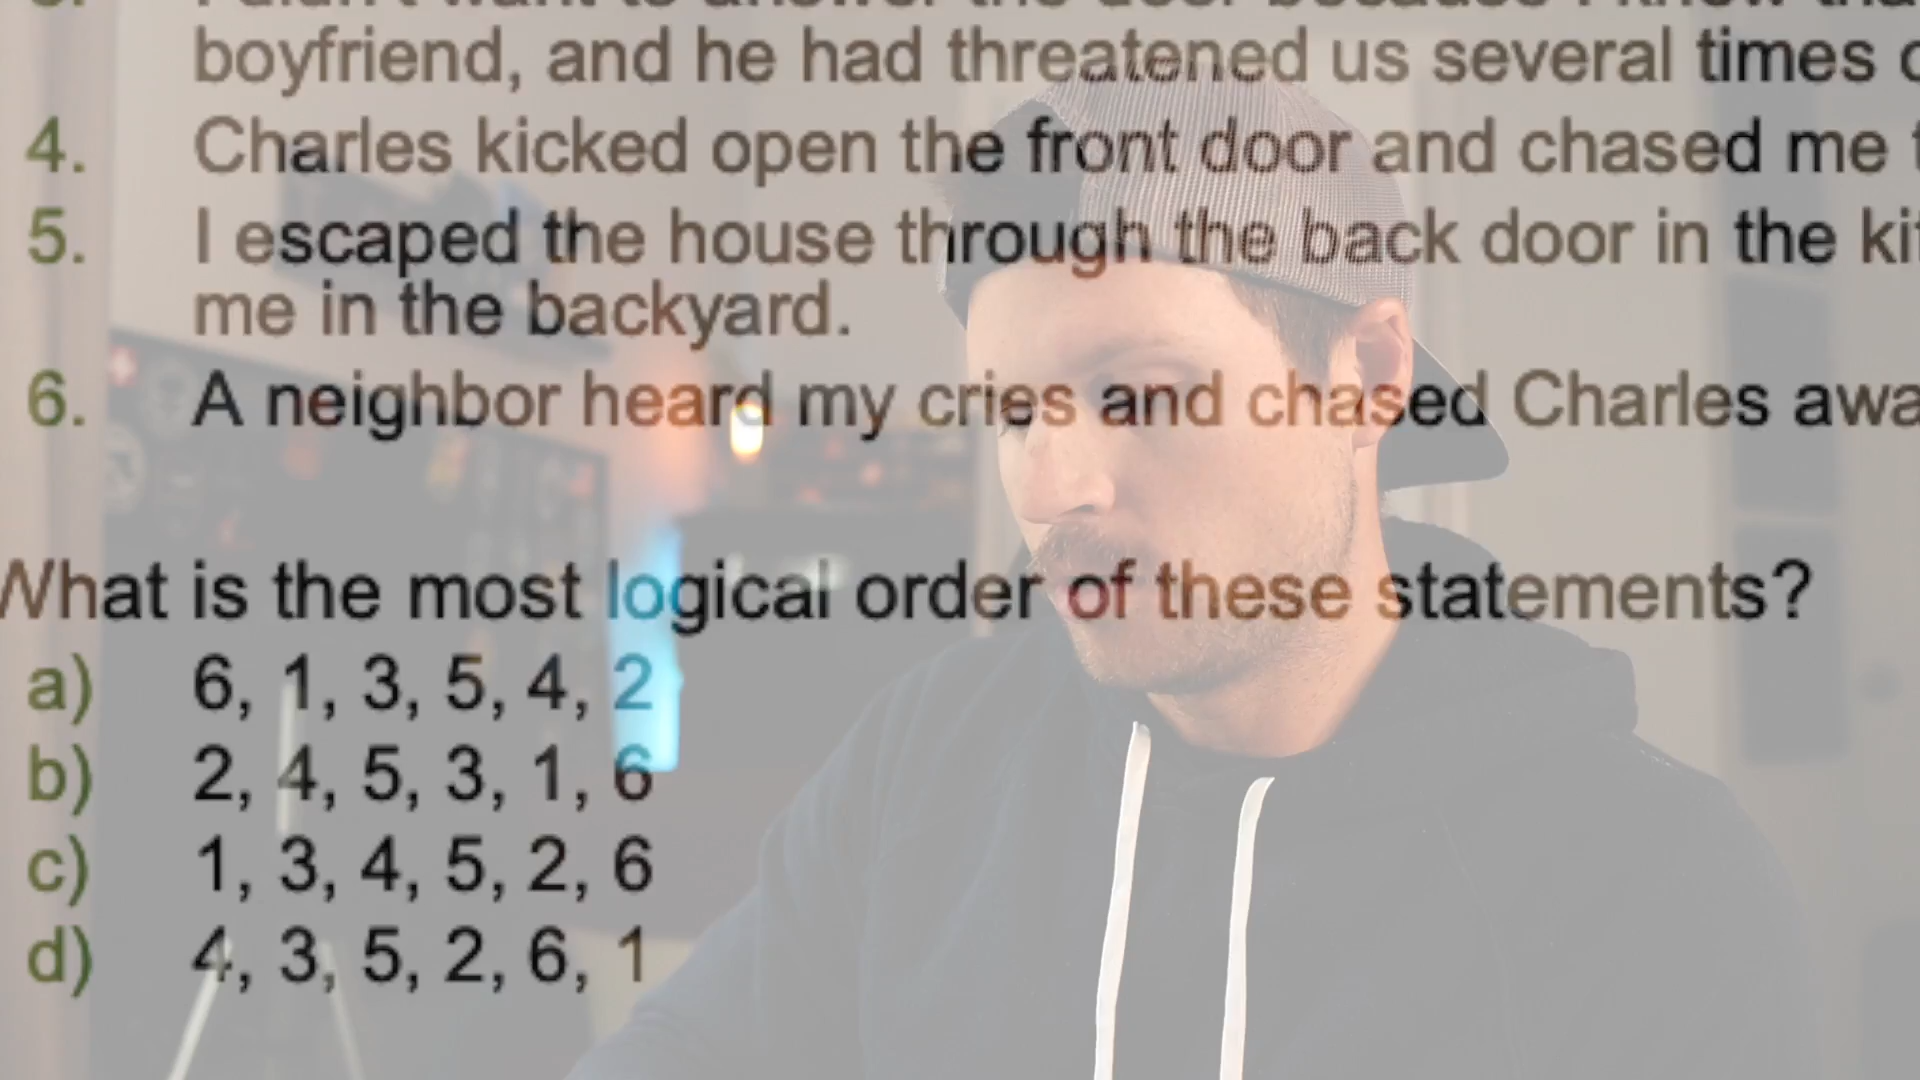 boyfriend, and he had threatened us several times
4. Charles kicked open the front door and chased me
5. I escaped the house through the back door in the
me in the backyard.
6. A neighbor heard my cries and chased Charles
What is the most logical order of these statements?
a) 6, 1, 3, 5, 4, 2
b) 2, 4, 5, 3, 1, 6
c) 1, 3, 4, 5, 2, 6
d) 4, 3, 5, 2, 6, 1